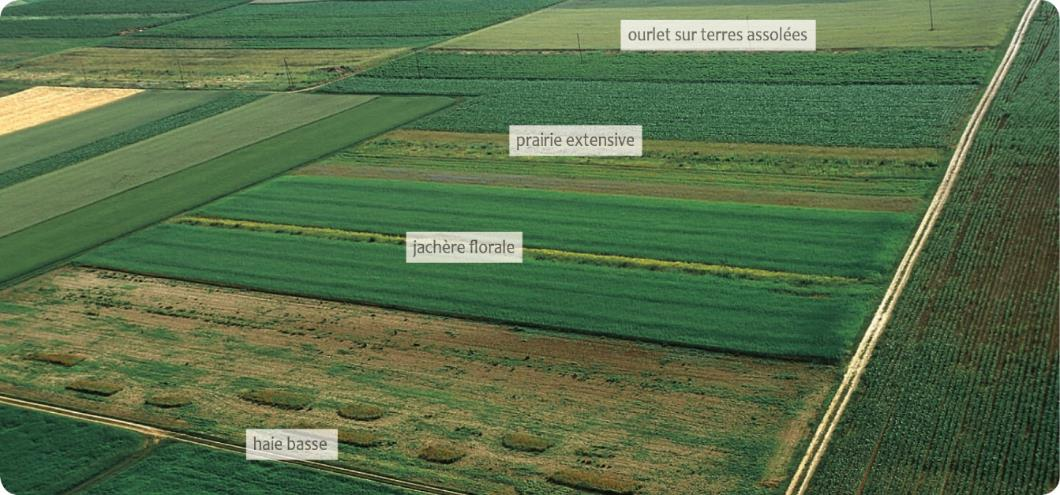 ourlet sur terres assolées
prairie extensive
jachère florale
haie basse